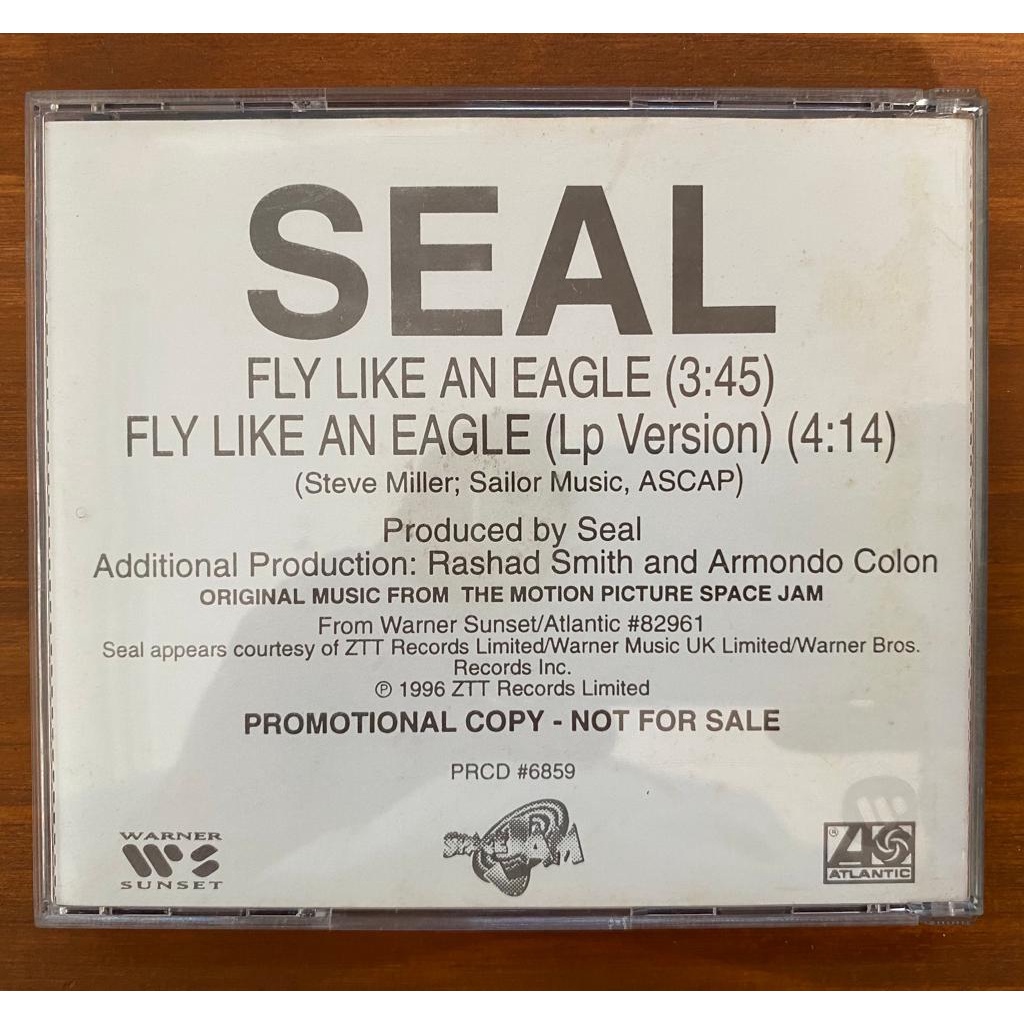 SEAL
FLY LIKE AN EAGLE (3:45)
FLY LIKE AN EAGLE (Lp Version) (4:14)
(Steve Miller; Sailor Music, ASCAP)
Produced by Seal
Additional Production: Rashad Smith and Armondo Colon
ORIGINAL MUSIC FROM THE MOTION PICTURE SPACE JAM
From Warner Sunset/Atlantic #82961
Seal appears courtesy of ZTT Records Limited/Warner Music UK Limited/Warner Bros.
Records Inc.
℗ 1996 ZTT Records Limited
PROMOTIONAL COPY - NOT FOR SALE
PRCD #6859
WARNER
WS
SUNSET
SPACE JAM
A ®
ATLANTIC